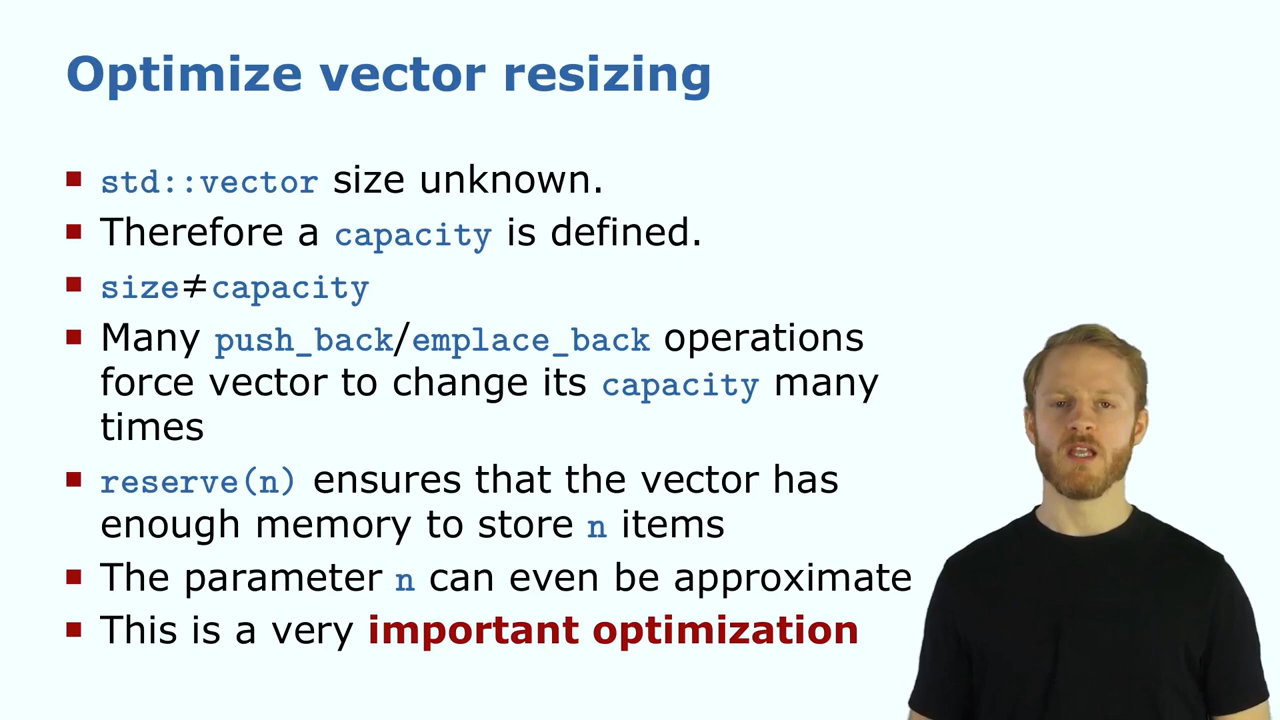 Optimize vector resizing
std::vector size unknown.
Therefore a capacity is defined.
size≠capacity
Many push_back/emplace_back operations
force vector to change its capacity many
times
reserve(n) ensures that the vector has
enough memory to store n items
The parameter n can even be approximate
This is a very important optimization